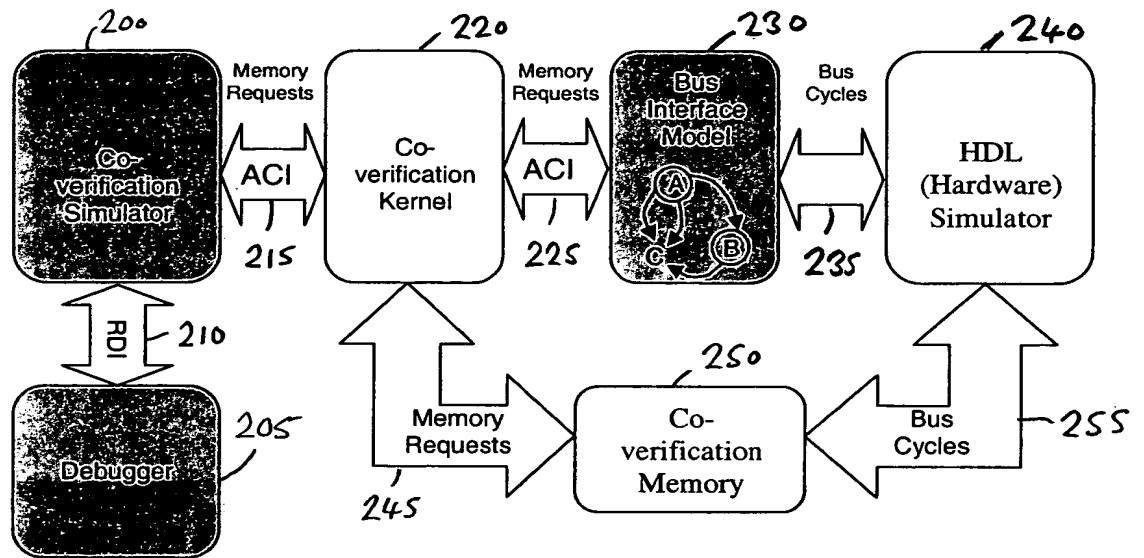 200
220
230
240
Co-
verification
Simulator
Memory
Requests
ACI
215
Co-
verification
Kernel
Memory
Requests
ACI
225
Bus
Interface
Model
A
B
C
Bus
Cycles
235
HDL
(Hardware)
Simulator
RDI
210
Debugger
205
Memory
Requests
245
250
Co-
verification
Memory
Bus
Cycles
255